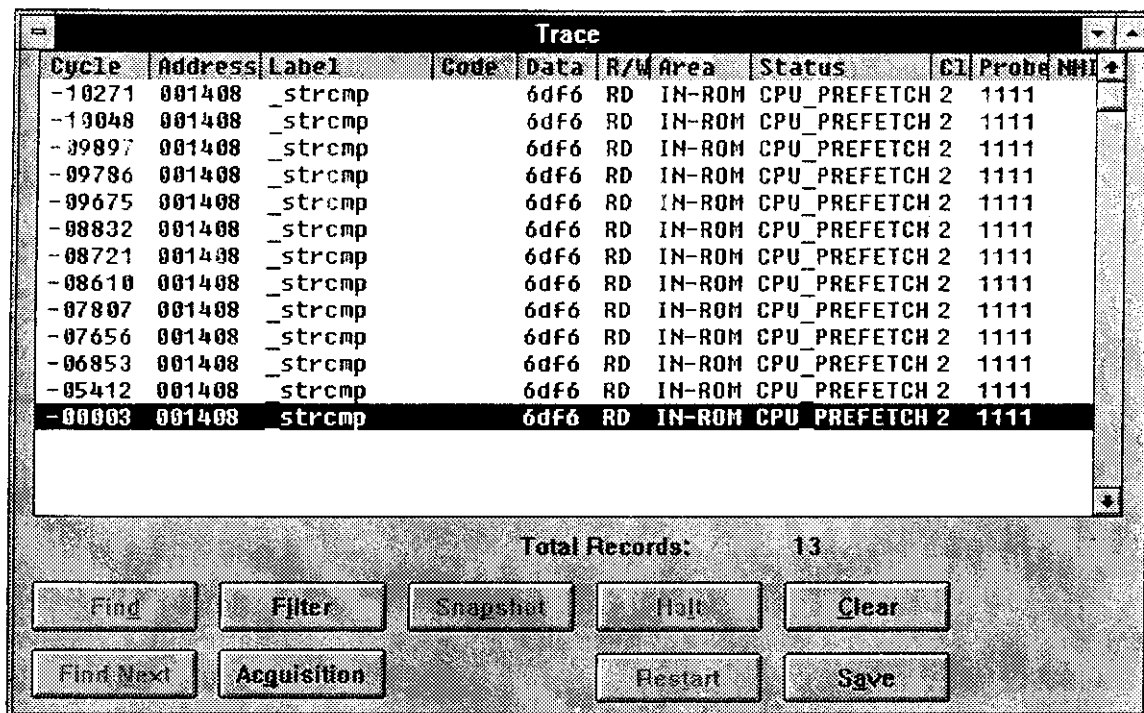 Trace
Cycle Address Label Code Data R/W Area Status Cl Probe NMI
-10271 001408 _strcmp 6df6 RD IN-ROM CPU_PREFETCH 2 1111
-10048 001408 _strcmp 6df6 RD IN-ROM CPU_PREFETCH 2 1111
-09897 001408 _strcmp 6df6 RD IN-ROM CPU_PREFETCH 2 1111
-09786 001408 _strcmp 6df6 RD IN-ROM CPU_PREFETCH 2 1111
-09675 001408 _strcmp 6df6 RD IN-ROM CPU_PREFETCH 2 1111
-08832 001408 _strcmp 6df6 RD IN-ROM CPU_PREFETCH 2 1111
-08721 001408 _strcmp 6df6 RD IN-ROM CPU_PREFETCH 2 1111
-08610 001408 _strcmp 6df6 RD IN-ROM CPU_PREFETCH 2 1111
-07807 001408 _strcmp 6df6 RD IN-ROM CPU_PREFETCH 2 1111
-07656 001408 _strcmp 6df6 RD IN-ROM CPU_PREFETCH 2 1111
-06853 001408 _strcmp 6df6 RD IN-ROM CPU_PREFETCH 2 1111
-05412 001408 _strcmp 6df6 RD IN-ROM CPU_PREFETCH 2 1111
-00003 001408 _strcmp 6df6 RD IN-ROM CPU_PREFETCH 2 1111
Total Records: 13
Find Filter Snapshot Halt Clear
Find Next Acquisition Restart Save